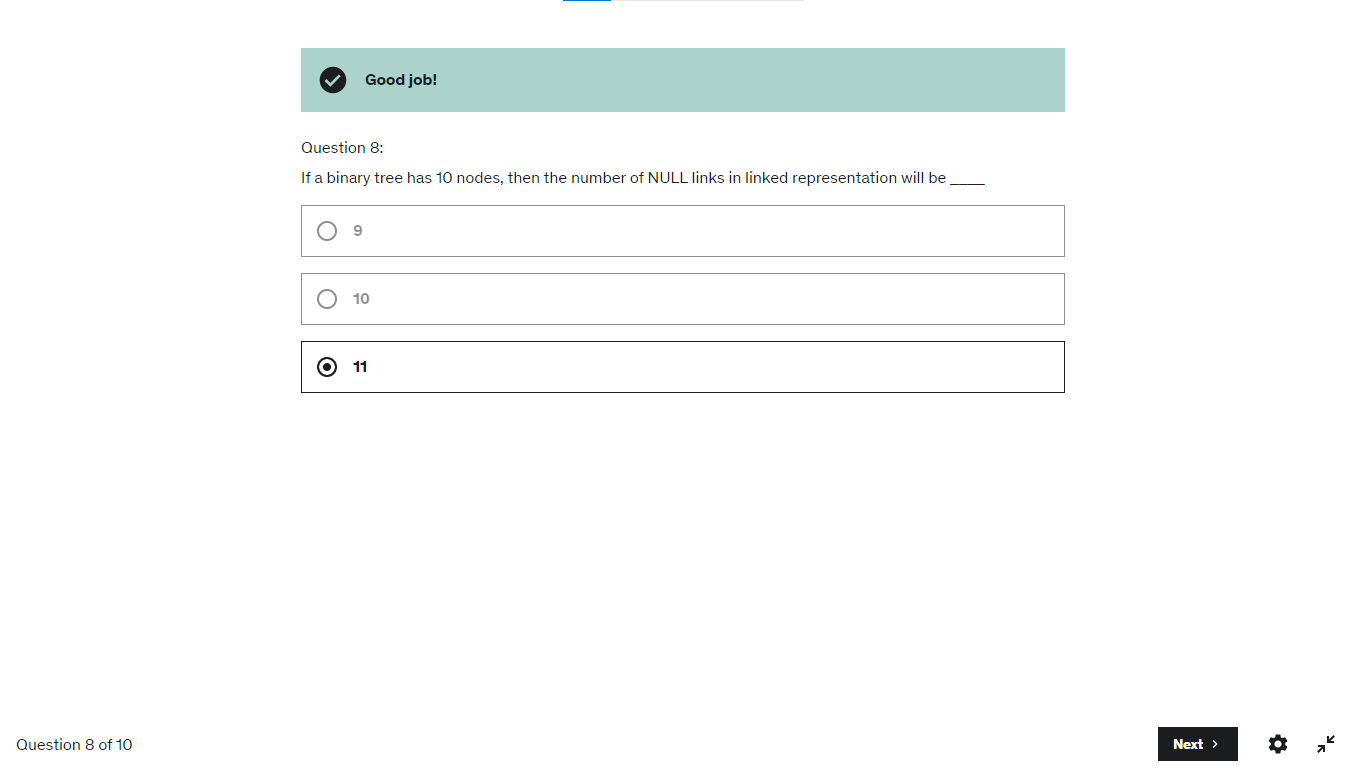 Good job!
Question 8:
If a binary tree has 10 nodes, then the number of NULL links in linked representation will be ____
9
10
11
Question 8 of 10
Next